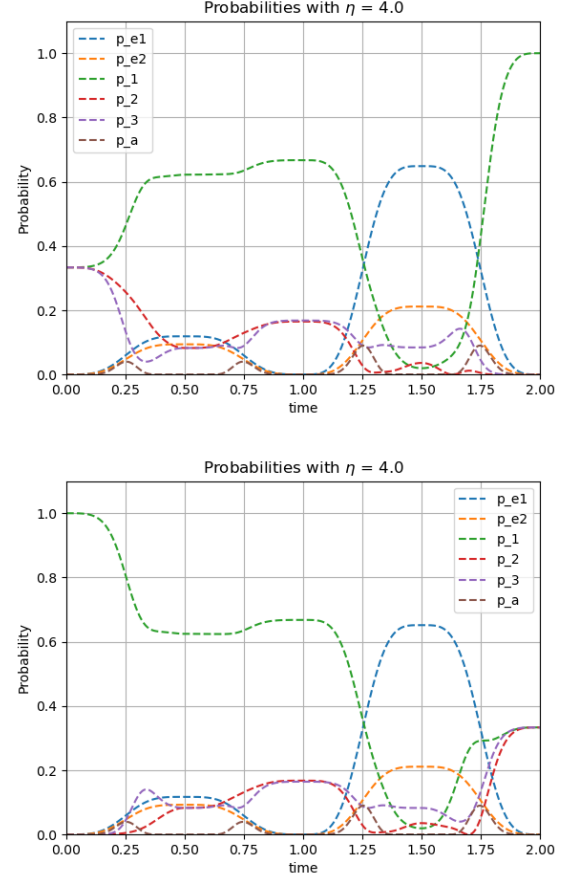 Probabilities with η = 4.0
1.0
0.8
0.6
0.4
0.2
0.0
Probability
p_e1
p_e2
p_1
p_2
p_3
p_a
0.00 0.25 0.50 0.75 1.00 1.25 1.50 1.75 2.00
time
Probabilities with η = 4.0
1.0
0.8
0.6
0.4
0.2
0.0
Probability
p_e1
p_e2
p_1
p_2
p_3
p_a
0.00 0.25 0.50 0.75 1.00 1.25 1.50 1.75 2.00
time